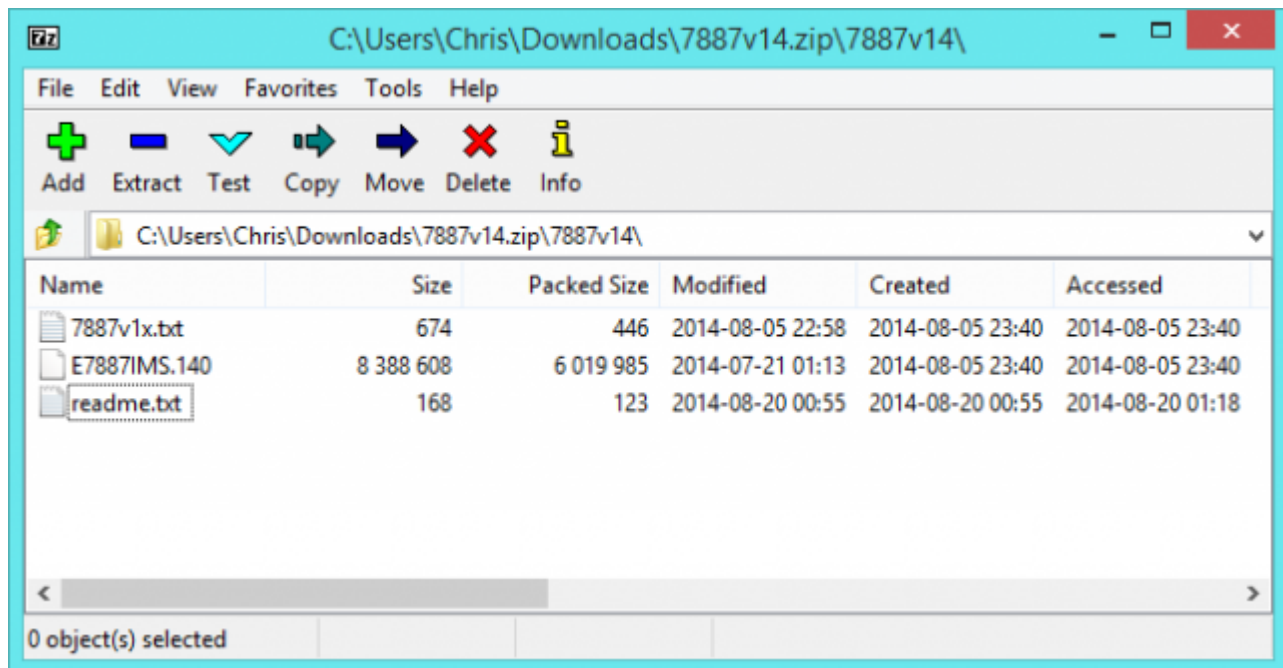 7z C:\Users\Chris\Downloads\7887v14.zip\7887v14\
File Edit View Favorites Tools Help
Add Extract Test Copy Move Delete Info
C:\Users\Chris\Downloads\7887v14.zip\7887v14\
Name Size Packed Size Modified Created Accessed
7887v1x.txt 674 446 2014-08-05 22:58 2014-08-05 23:40 2014-08-05 23:40
E7887IMS.140 8 388 608 6 019 985 2014-07-21 01:13 2014-08-05 23:40 2014-08-05 23:40
readme.txt 168 123 2014-08-20 00:55 2014-08-20 00:55 2014-08-20 01:18
0 object(s) selected